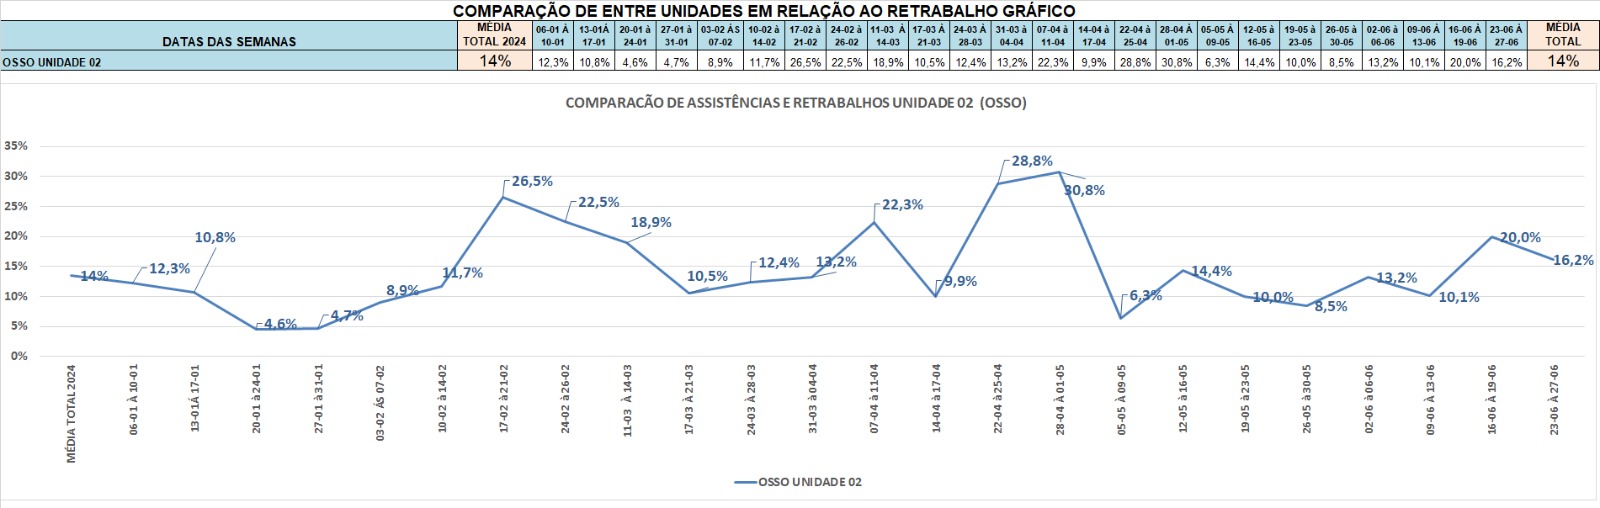 COMPARAÇÃO DE ENTRE UNIDADES EM RELAÇÃO AO RETRABALHO GRÁFICO
DATAS DAS SEMANAS MÉDIA TOTAL 2024 06-01 À 10-01 13-01À 17-01 20-01 à 24-01 27-01 à 31-01 03-02 ÁS 07-02 10-02 à 14-02 17-02 à 21-02 24-02 à 26-02 11-03 À 14-03 17-03 À 21-03 24-03 À 28-03 31-03 à 04-04 07-04 à 11-04 14-04 à 17-04 22-04 à 25-04 28-04 À 01-05 05-05 À 09-05 12-05 à 16-05 19-05 à 23-05 26-05 à 30-05 02-06 à 06-06 09-06 À 13-06 16-06 À 19-06 23-06 À 27-06 MÉDIA TOTAL
OSSO UNIDADE 02 14% 12,3% 10,8% 4,6% 4,7% 8,9% 11,7% 26,5% 22,5% 18,9% 10,5% 12,4% 13,2% 22,3% 9,9% 28,8% 30,8% 6,3% 14,4% 10,0% 8,5% 13,2% 10,1% 20,0% 16,2% 14%
COMPARACÃO DE ASSISTÊNCIAS E RETRABALHOS UNIDADE 02 (OSSO)
35%
30%
25%
20%
15%
10%
5%
0%
14%
12,3%
10,8%
4,6%
4,7%
8,9%
11,7%
26,5%
22,5%
18,9%
10,5%
12,4%
13,2%
22,3%
9,9%
28,8%
30,8%
6,3%
14,4%
10,0%
8,5%
13,2%
10,1%
20,0%
16,2%
MÉDIA TOTAL 2024
06-01 À 10-01
13-01À 17-01
20-01 à 24-01
27-01 à 31-01
03-02 ÁS 07-02
10-02 à 14-02
17-02 à 21-02
24-02 à 26-02
11-03 À 14-03
17-03 À 21-03
24-03 À 28-03
31-03 à 04-04
07-04 à 11-04
14-04 à 17-04
22-04 à 25-04
28-04 À 01-05
05-05 À 09-05
12-05 à 16-05
19-05 à 23-05
26-05 à 30-05
02-06 à 06-06
09-06 À 13-06
16-06 À 19-06
23-06 À 27-06
OSSO UNIDADE 02